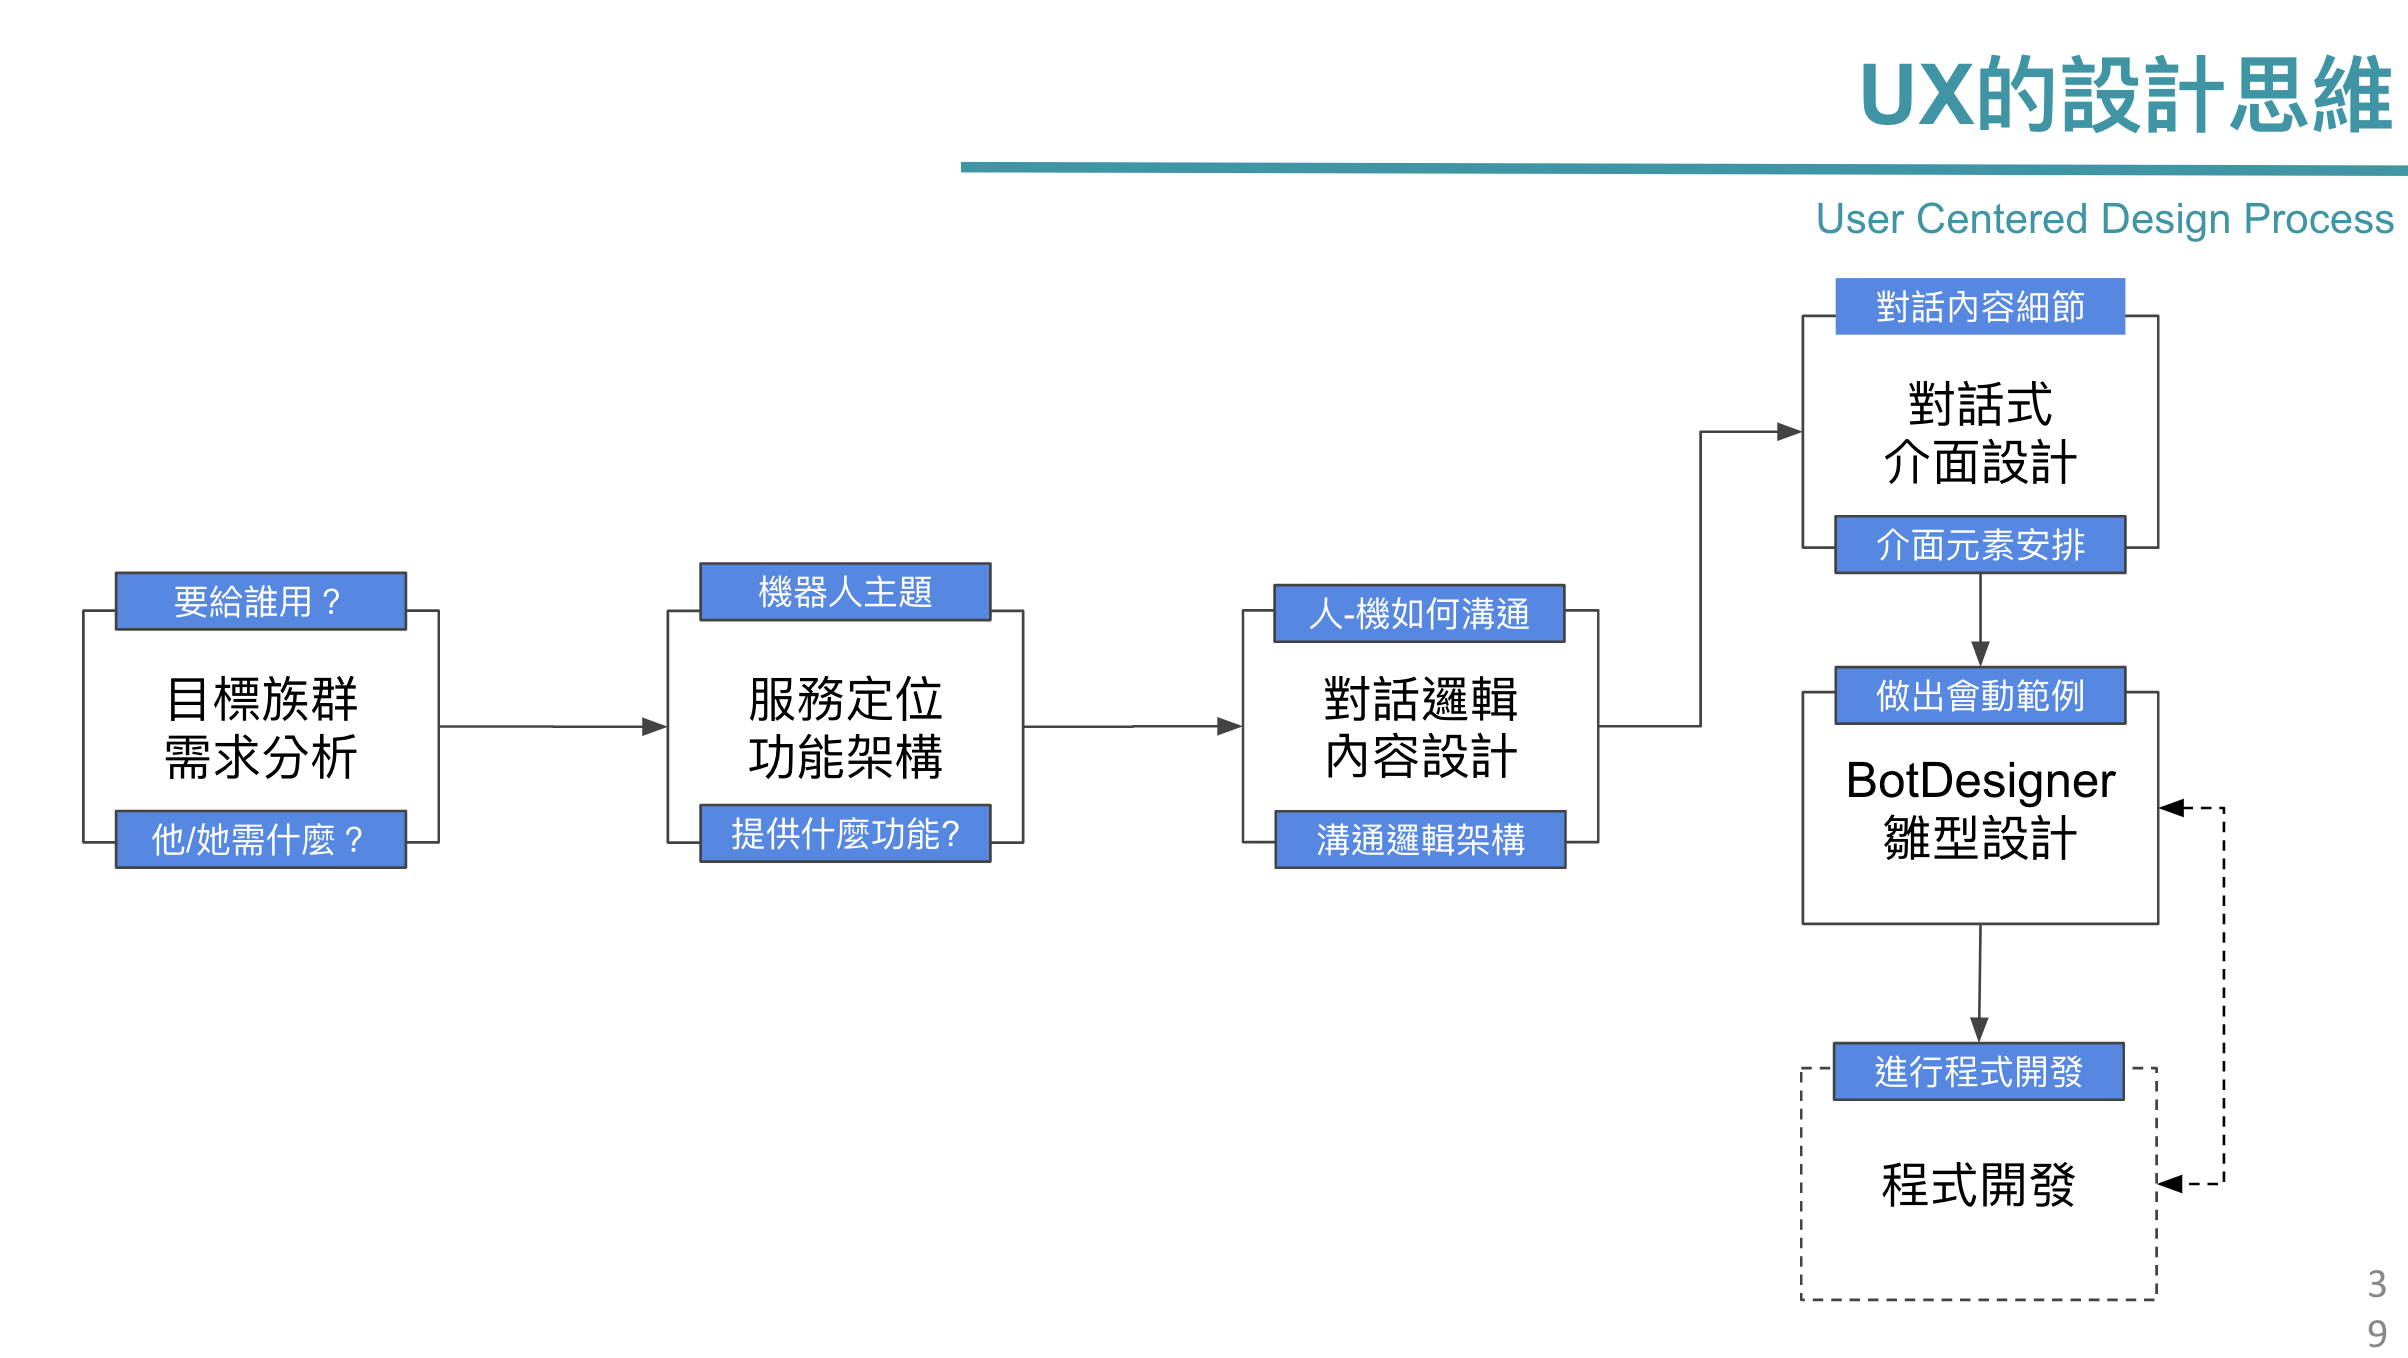 UX的設計思維
User Centered Design Process
要給誰用？
目標族群
需求分析
他/她需什麼？
機器人主題
服務定位
功能架構
提供什麼功能?
人-機如何溝通
對話邏輯
內容設計
溝通邏輯架構
對話內容細節
對話式
介面設計
介面元素安排
做出會動範例
BotDesigner
雛型設計
進行程式開發
程式開發
3
9